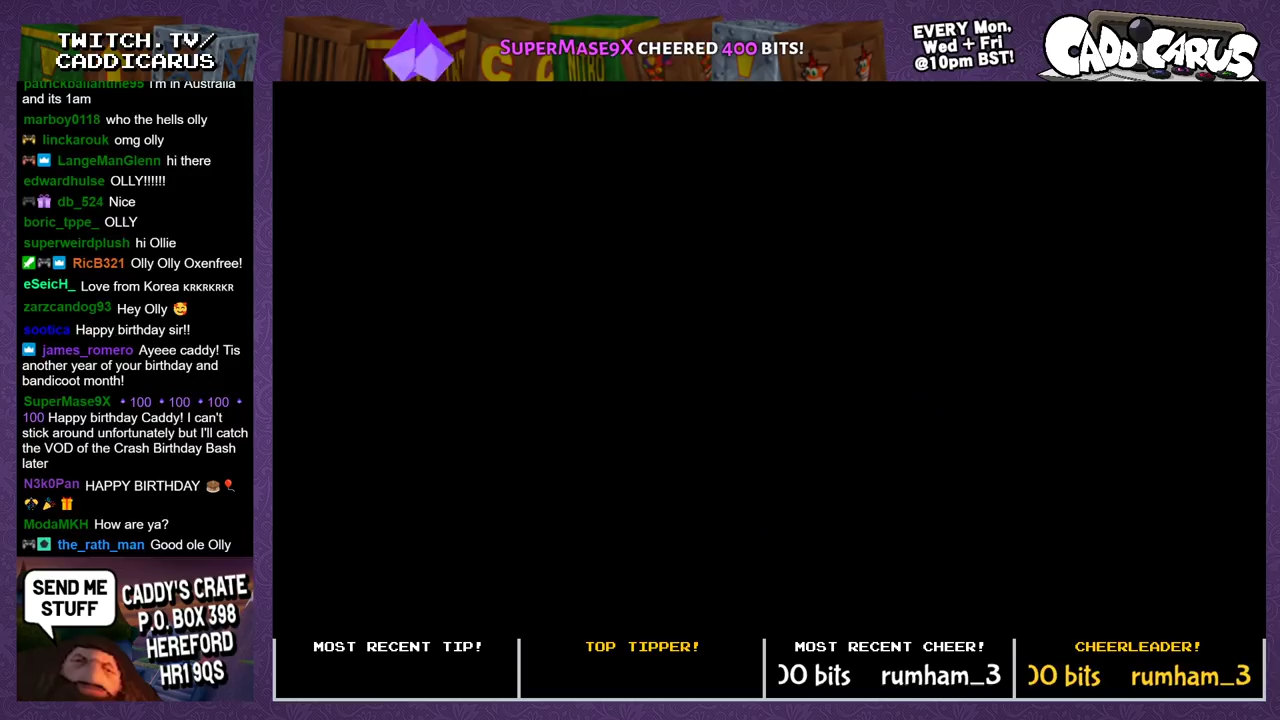 TWITCH.TV/
CADDICARUS
SUPERMASE9X CHEERED 400 BITS!
EVERY Mon,
Wed + Fri
@10pm BST!
CADDICARUS
patrickballantine95 I'm in Australia
and its 1am
marboy0118 who the hells olly
linckarouk omg olly
LangeManGlenn hi there
edwardhulse OLLY!!!!!!
db_524 Nice
boric_tppe_ OLLY
superweirdplush hi Ollie
RicB321 Olly Olly Oxenfree!
eSeicH_ Love from Korea KRKRKRKR
zarzcandog93 Hey Olly 🥰
sootica Happy birthday sir!!
james_romero Ayeee caddy! Tis
another year of your birthday and
bandicoot month!
SuperMase9X 100 100 100
100 Happy birthday Caddy! I can't
stick around unfortunately but I'll catch
the VOD of the Crash Birthday Bash
later
N3k0Pan HAPPY BIRTHDAY 🎂🎈
🎊🎉🎁
ModaMKH How are ya?
the_rath_man Good ole Olly
SEND ME
STUFF
CADDY'S CRATE
P.O. BOX 398
HEREFORD
HR1 9QS
MOST RECENT TIP!
TOP TIPPER!
MOST RECENT CHEER!
bits rumham_3
CHEERLEADER!
bits rumham_3